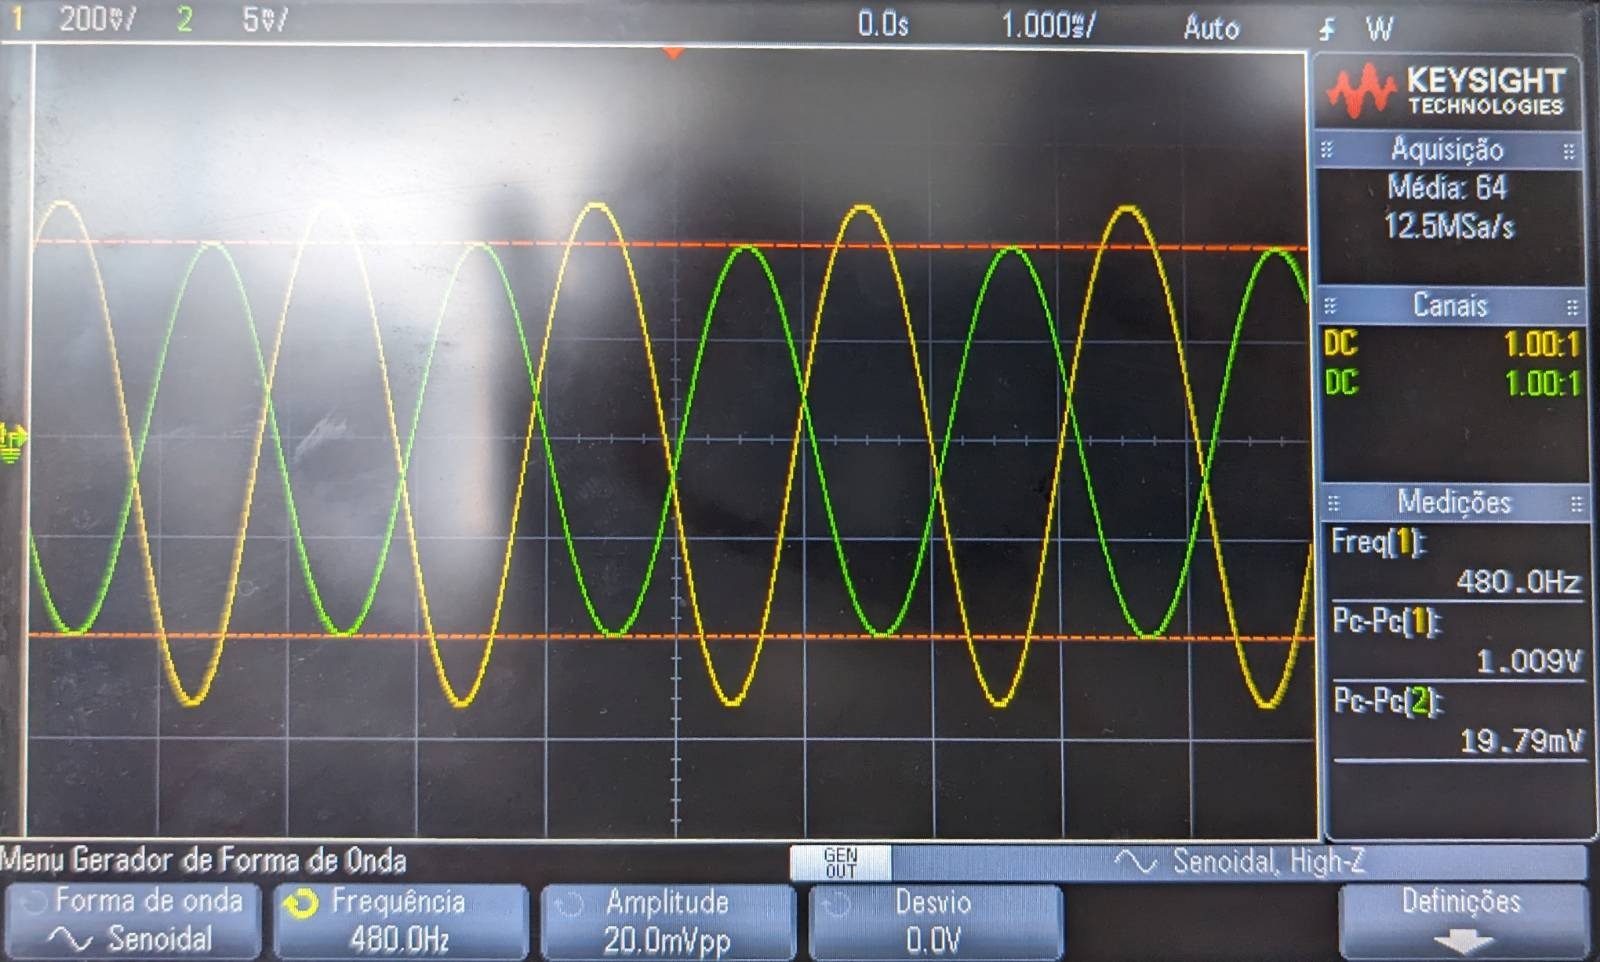 1 200mV/ 2 5mV/ 0.0s 1.000ms/ Auto W
KEYSIGHT
TECHNOLOGIES
Aquisição
Média: 64
12.5MSa/s
Canais
DC 1.00:1
DC 1.00:1
Medições
Freq(1):
480.0Hz
Pc-Pc(1):
1.009V
Pc-Pc(2):
19.79mV
Menu Gerador de Forma de Onda
GEN
OUT
Senoidal, High-Z
Forma de onda
Senoidal
Frequência
480.0Hz
Amplitude
20.0mVpp
Desvio
0.0V
Definições